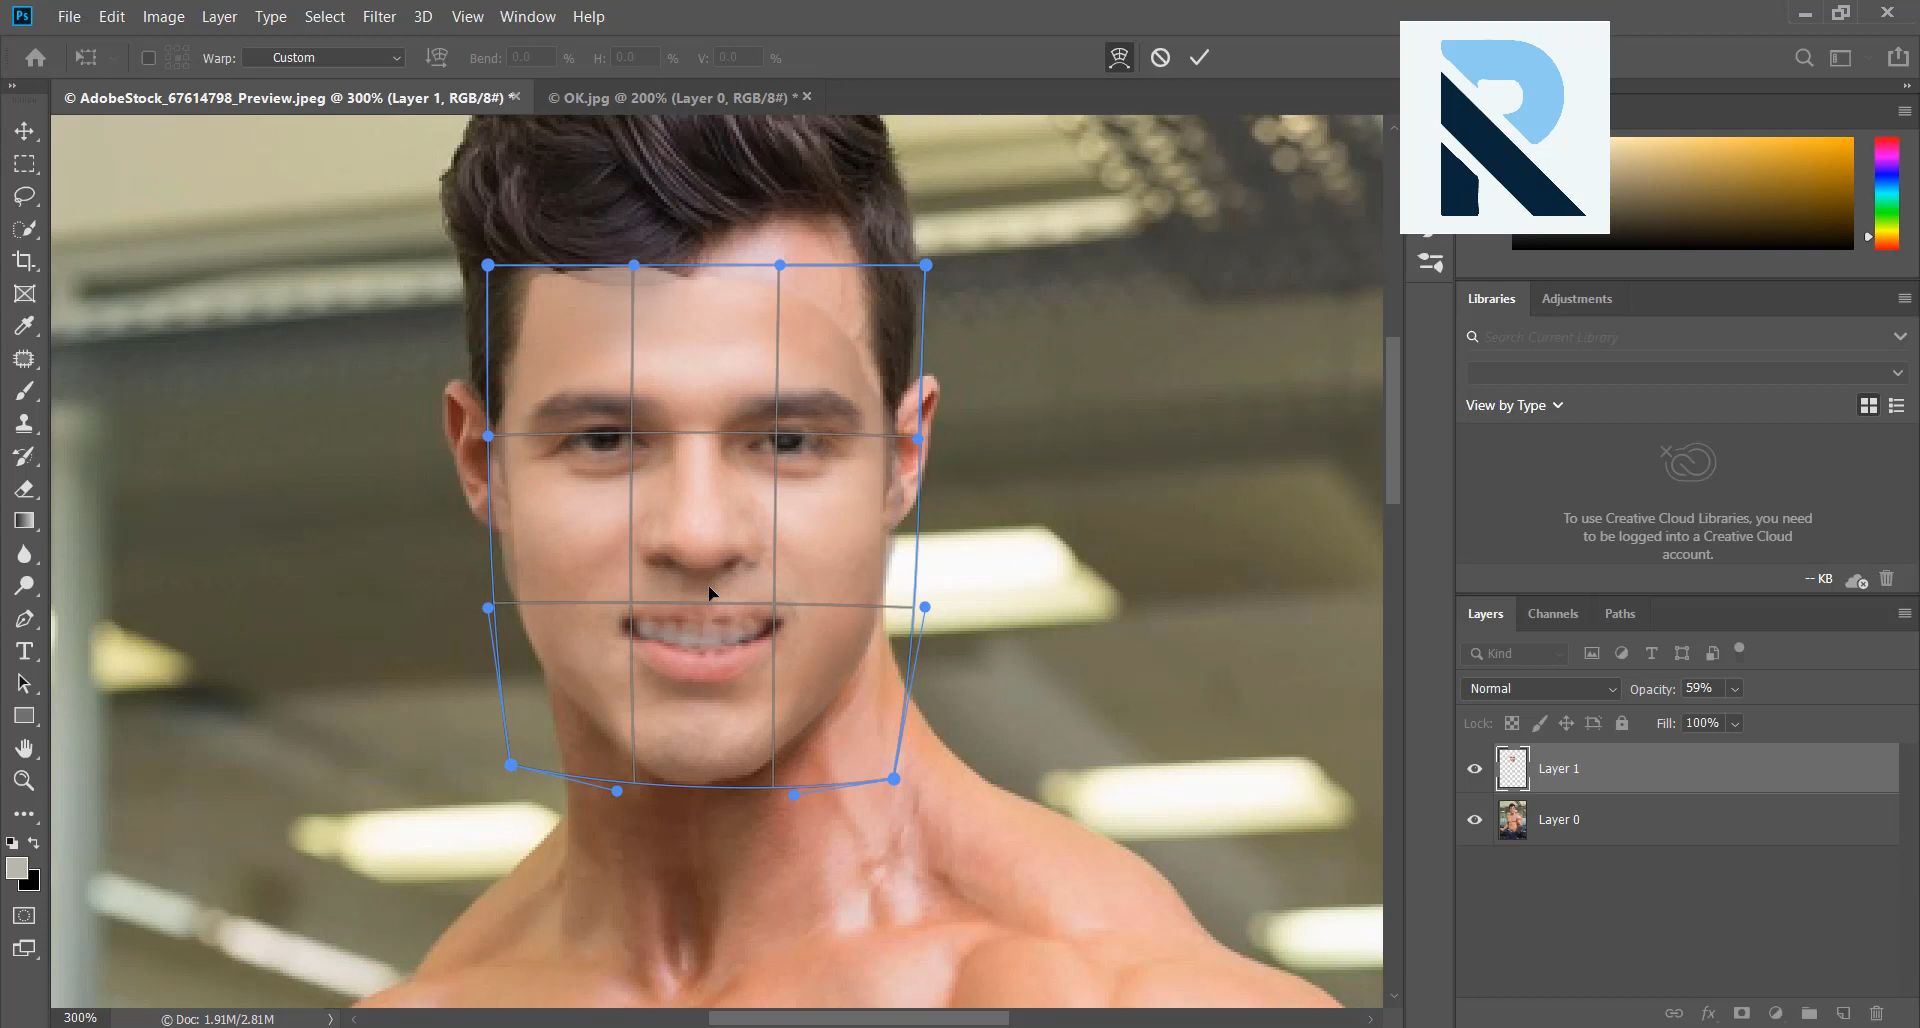 Ps File Edit Image Layer Type Select Filter 3D View Window Help
Warp: Custom Bend: 0.0 % H: 0.0 % V: 0.0 %
© AdobeStock_67614798_Preview.jpeg @ 300% (Layer 1, RGB/8#) * © OK.jpg @ 200% (Layer 0, RGB/8#) *
Libraries Adjustments
Search Current Library
View by Type
To use Creative Cloud Libraries, you need
to be logged into a Creative Cloud
account.
-- KB
Layers Channels Paths
Kind
Normal Opacity: 59%
Lock: Fill: 100%
Layer 1
Layer 0
300% © Doc: 1.91M/2.81M